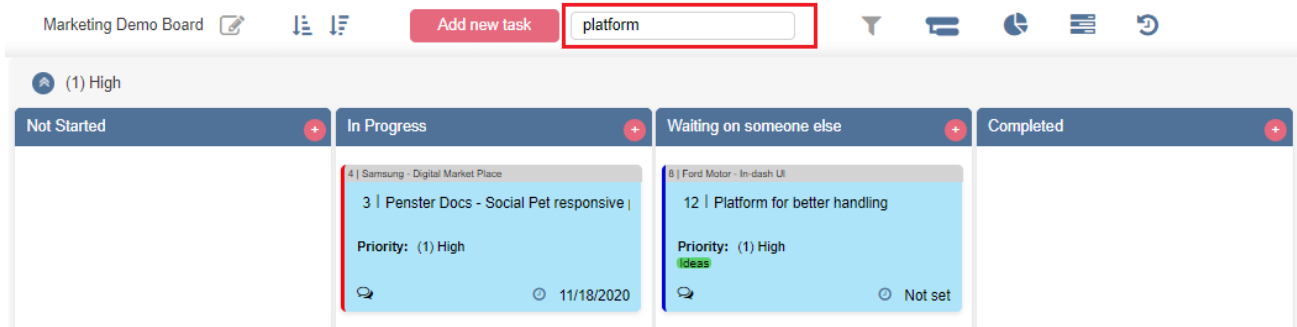 Marketing Demo Board
Add new task
platform
(1) High
Not Started
In Progress
Waiting on someone else
Completed
4 | Samsung - Digital Market Place
3 | Penster Docs - Social Pet responsive
Priority: (1) High
11/18/2020
8 | Ford Motor - In-dash UI
12 | Platform for better handling
Priority: (1) High
Ideas
Not set